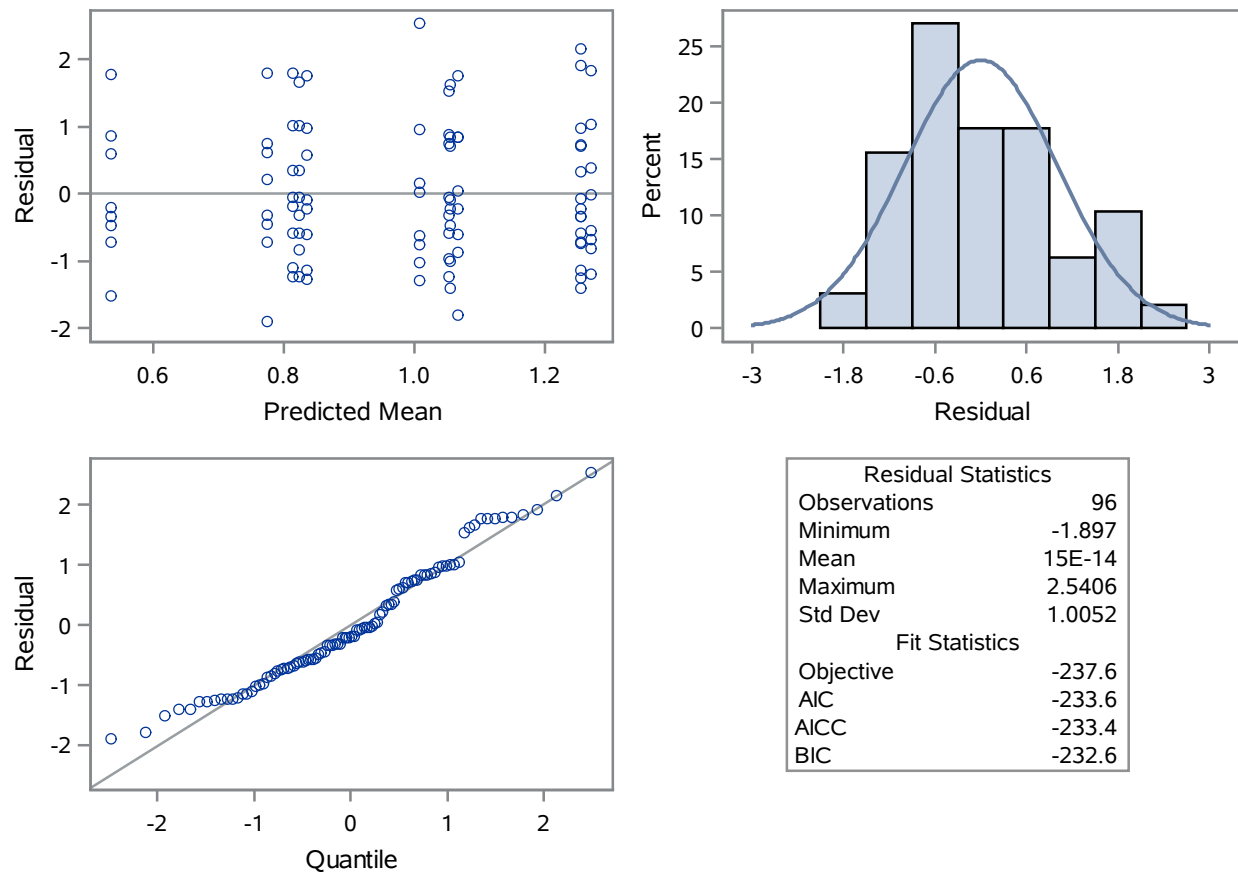 2
1
0
-1
-2
Residual
0.6 0.8 1.0 1.2
Predicted Mean
25
20
15
10
5
0
Percent
-3 -1.8 -0.6 0.6 1.8 3
Residual
2
1
0
-1
-2
Residual
-2 -1 0 1 2
Quantile
Residual Statistics
Observations 96
Minimum -1.897
Mean 15E-14
Maximum 2.5406
Std Dev 1.0052
Fit Statistics
Objective -237.6
AIC -233.6
AICC -233.4
BIC -232.6